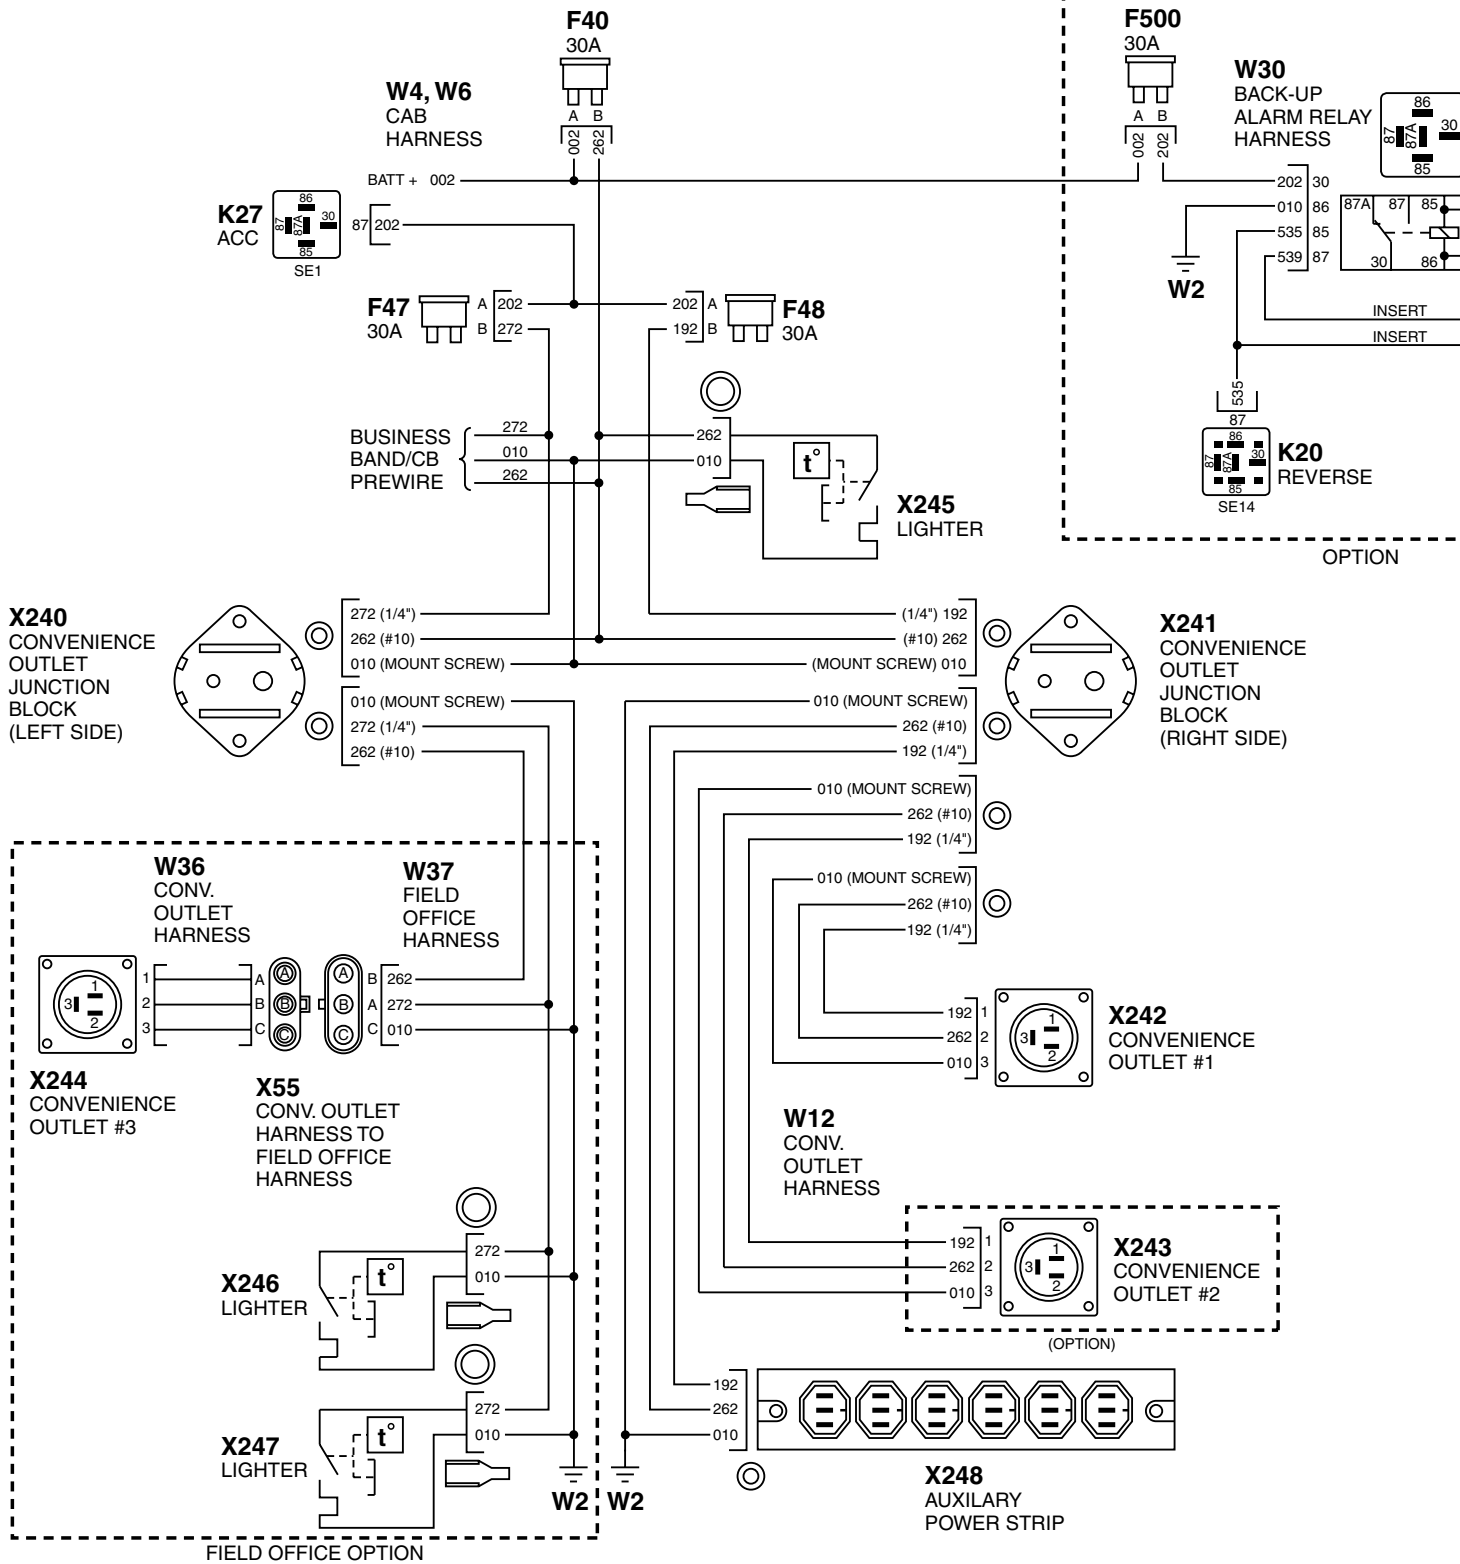 F40
30A
W4, W6
CAB
HARNESS
A B
002
262
BATT + 002
K27
ACC
86
87
87A
30
85
SE1
87 202
F47
30A
A 202
B 272
202 A
192 B
F48
30A
BUSINESS
BAND/CB
PREWIRE
272
010
262
262
010
t°
X245
LIGHTER
F500
30A
A B
002
202
W30
BACK-UP
ALARM RELAY
HARNESS
86
87
87A
30
85
202 30
010 86
535 85
539 87
87A 87 85
30 86
W2
INSERT
INSERT
535
87
86
87
87A
30
85
SE14
K20
REVERSE
OPTION
X240
CONVENIENCE
OUTLET
JUNCTION
BLOCK
(LEFT SIDE)
272 (1/4")
262 (#10)
010 (MOUNT SCREW)
010 (MOUNT SCREW)
272 (1/4")
262 (#10)
(1/4") 192
(#10) 262
(MOUNT SCREW) 010
010 (MOUNT SCREW)
262 (#10)
192 (1/4")
010 (MOUNT SCREW)
262 (#10)
192 (1/4")
010 (MOUNT SCREW)
262 (#10)
192 (1/4")
X241
CONVENIENCE
OUTLET
JUNCTION
BLOCK
(RIGHT SIDE)
W36
CONV.
OUTLET
HARNESS
W37
FIELD
OFFICE
HARNESS
1
3
2
1
2
3
A
B
C
A
B
C
A
B
C
B 262
A 272
C 010
X244
CONVENIENCE
OUTLET #3
X55
CONV. OUTLET
HARNESS TO
FIELD OFFICE
HARNESS
192 1
262 2
010 3
1
3
2
X242
CONVENIENCE
OUTLET #1
W12
CONV.
OUTLET
HARNESS
192 1
262 2
010 3
1
3
2
X243
CONVENIENCE
OUTLET #2
(OPTION)
X246
LIGHTER
t°
272
010
X247
LIGHTER
t°
272
010
W2
W2
192
262
010
X248
AUXILARY
POWER STRIP
FIELD OFFICE OPTION